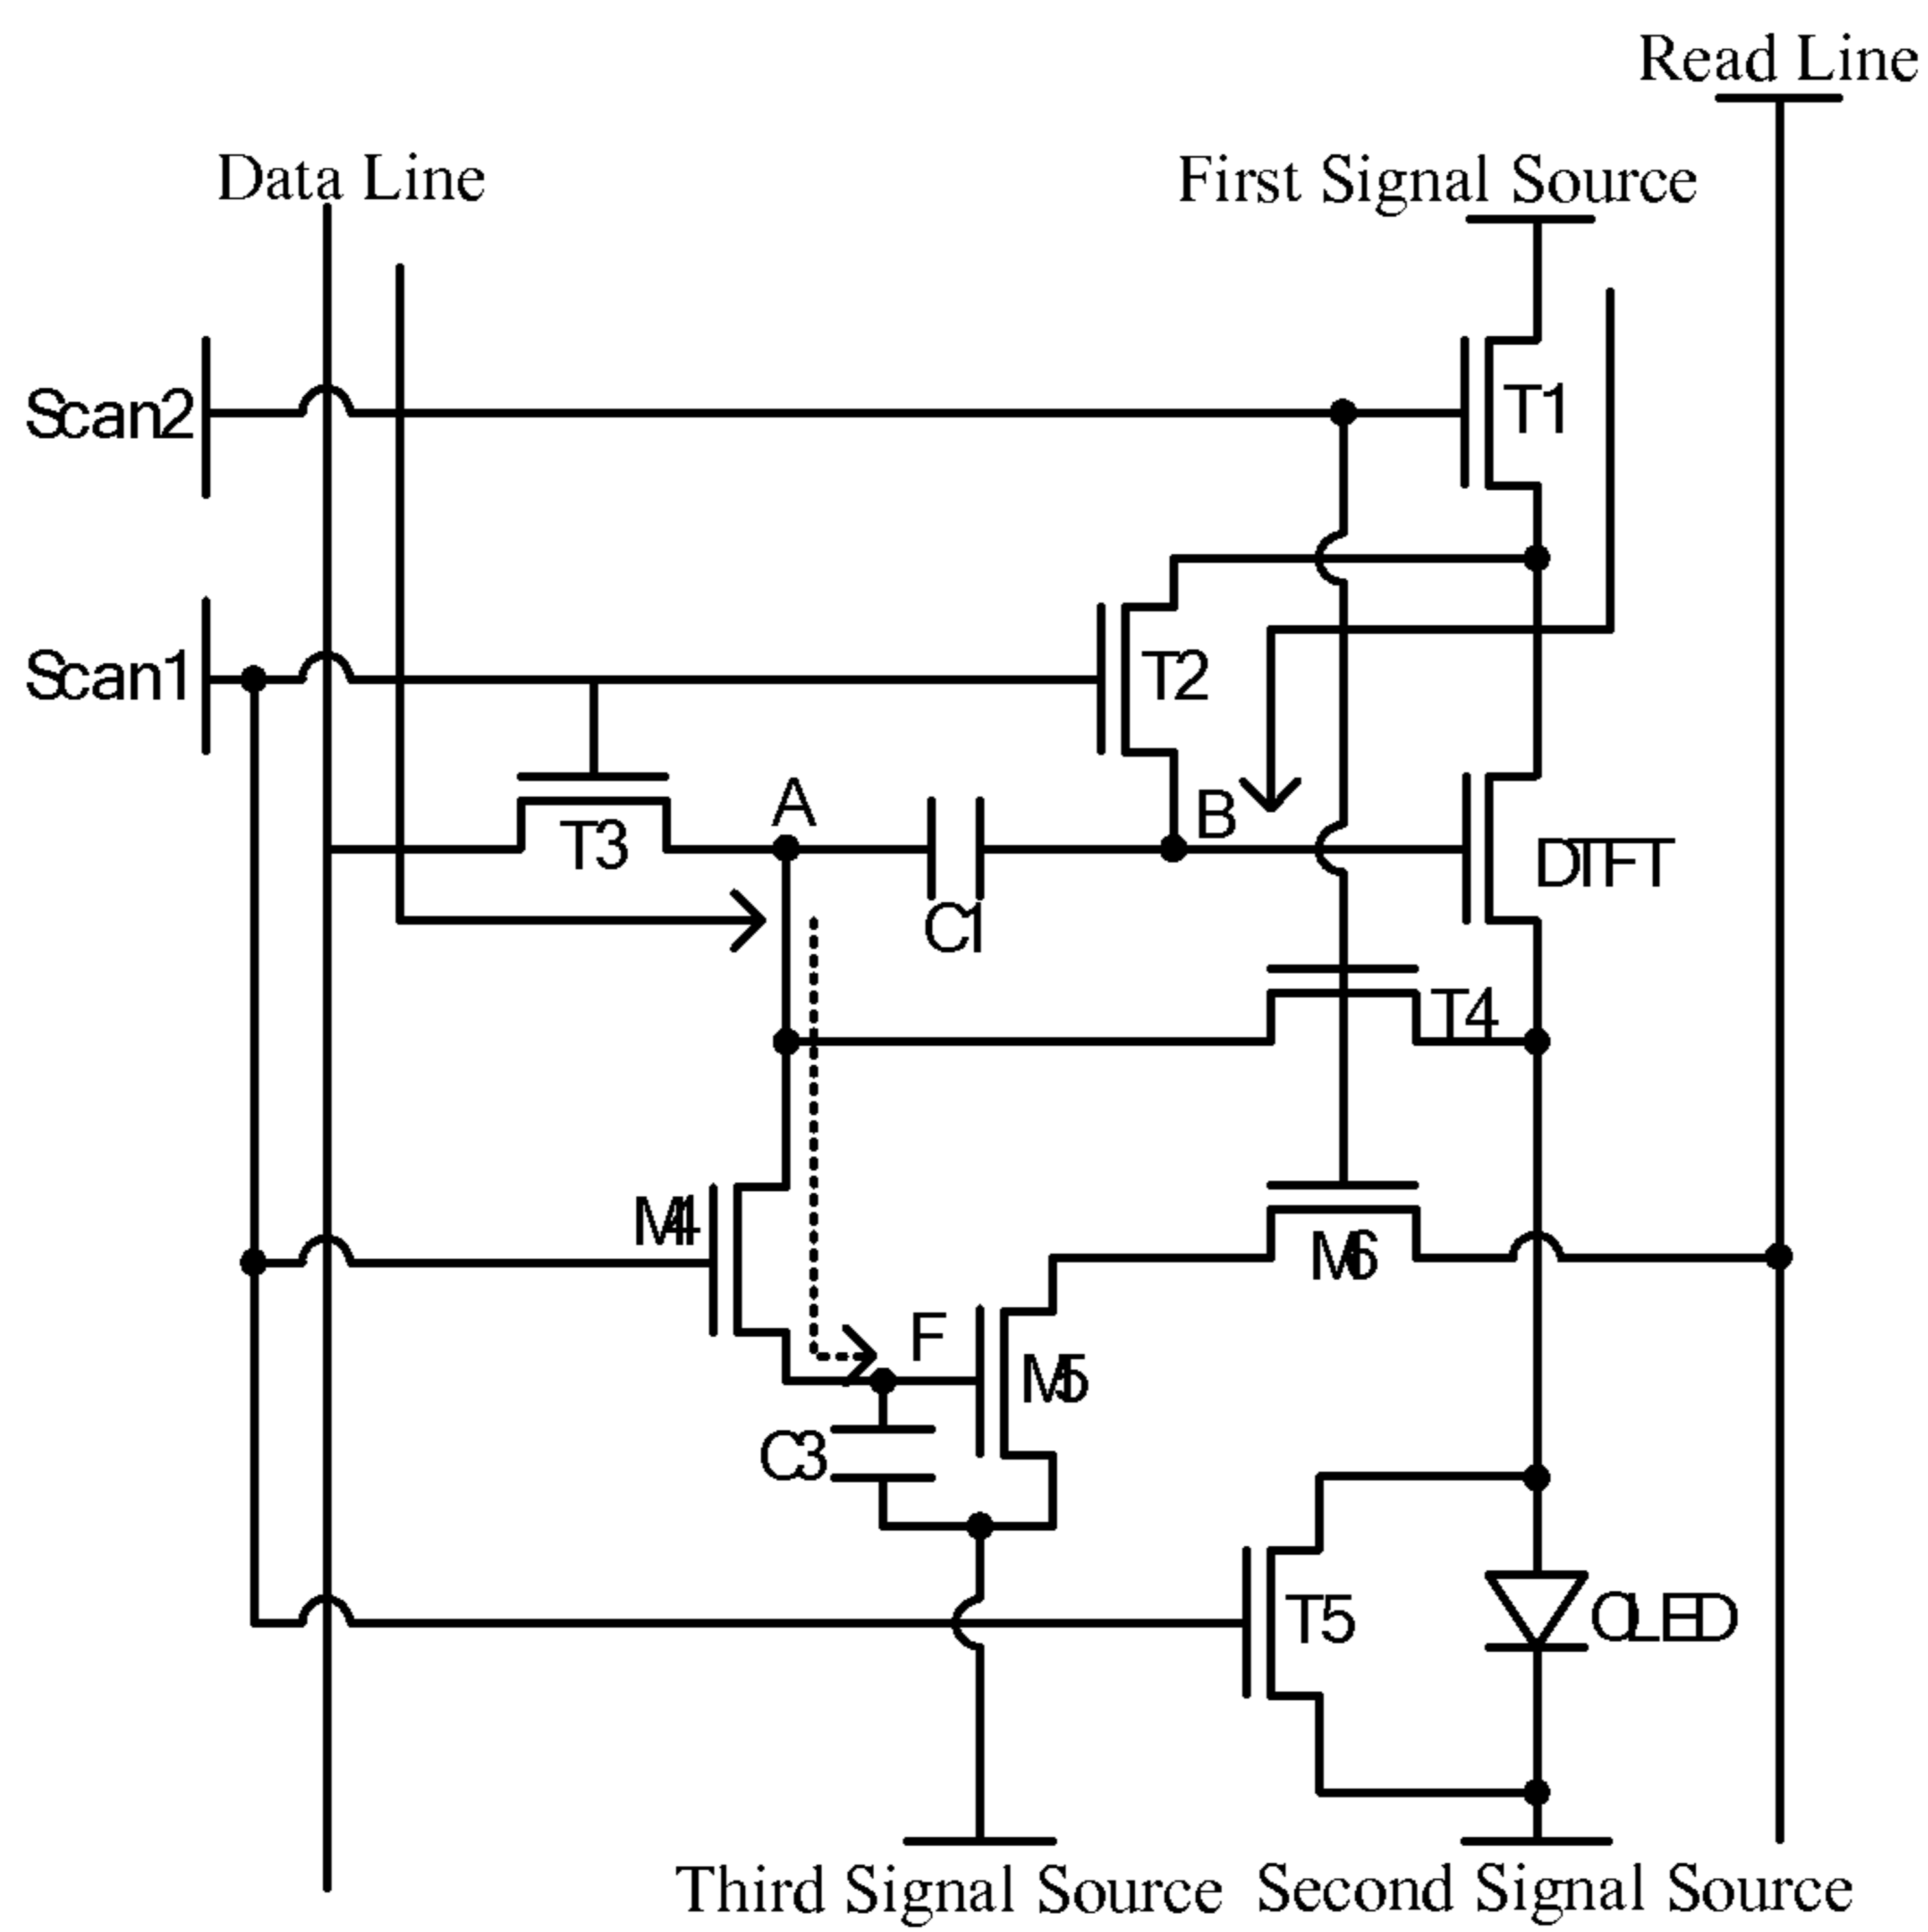 Read Line
Data Line
First Signal Source
Scan2
T1
Scan1
T2
A
B
T3
DTFT
C1
T4
M4
M6
F
M5
C3
T5
OLED
Third Signal Source
Second Signal Source